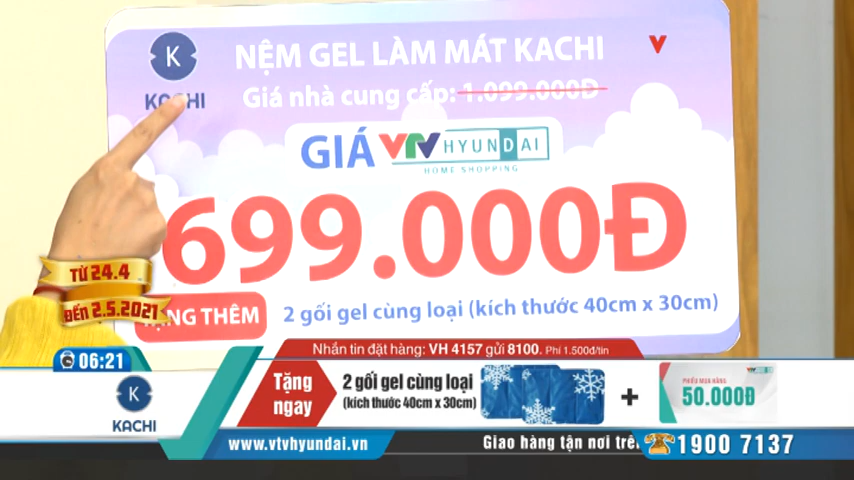 K
KACHI
NỆM GEL LÀM MÁT KACHI
Giá nhà cung cấp: 1.099.000Đ
GIÁ VTV HYUNDAI
HOME SHOPPING
699.000Đ
TẶNG THÊM 2 gối gel cùng loại (kích thước 40cm x 30cm)
TỪ 24.4
ĐẾN 2.5.2021
06:21
Nhắn tin đặt hàng: VH 4157 gửi 8100. Phí 1.500đ/tin
K
KACHI
Tặng ngay
2 gối gel cùng loại
(kích thước 40cm x 30cm)
+
PHIẾU MUA HÀNG
50.000Đ
www.vtvhyundai.vn
Giao hàng tận nơi trên
1900 7137